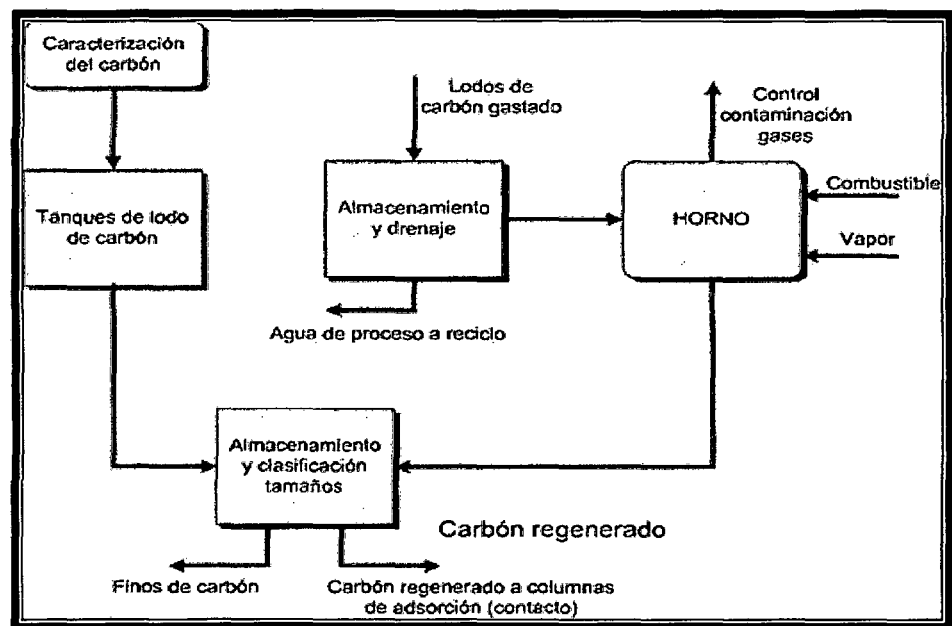 Caracterización
del carbón
Lodos de
carbón gastado
Control
contaminación
gases
Tanques de lodo
de carbón
Almacenamiento
y drenaje
HORNO
Combustible
Vapor
Agua de proceso a reciclo
Almacenamiento
y clasificación
tamaños
Carbón regenerado
Finos de carbón
Carbón regenerado a columnas
de adsorción (contacto)